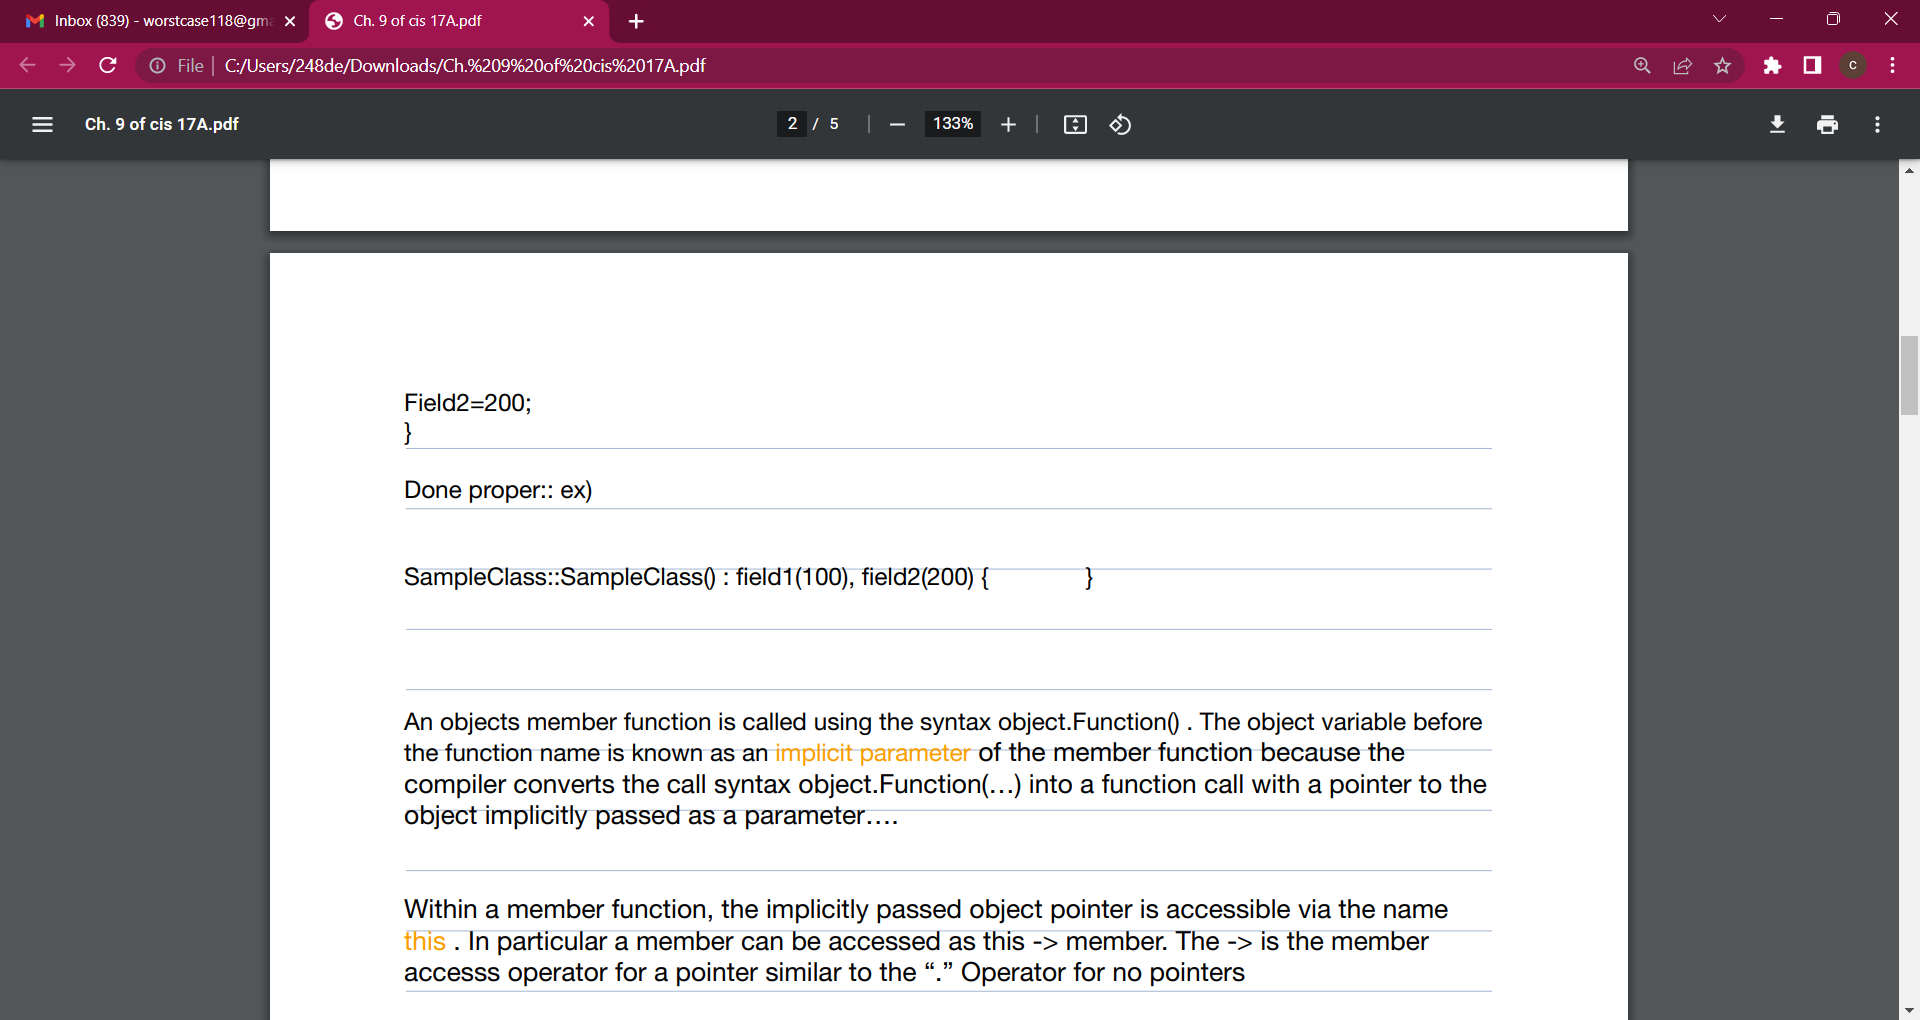 Inbox (839) - worstcase118@gma
Ch. 9 of cis 17A.pdf
File
C:/Users/248de/Downloads/Ch.%209%20of%20cis%2017A.pdf
C
Ch. 9 of cis 17A.pdf
2 / 5
133%
Field2=200;
}
Done proper:: ex)
SampleClass::SampleClass() : field1(100), field2(200) { }
An objects member function is called using the syntax object.Function() . The object variable before
the function name is known as an implicit parameter of the member function because the
compiler converts the call syntax object.Function(…) into a function call with a pointer to the
object implicitly passed as a parameter….
Within a member function, the implicitly passed object pointer is accessible via the name
this . In particular a member can be accessed as this -> member. The -> is the member
accesss operator for a pointer similar to the “.” Operator for no pointers